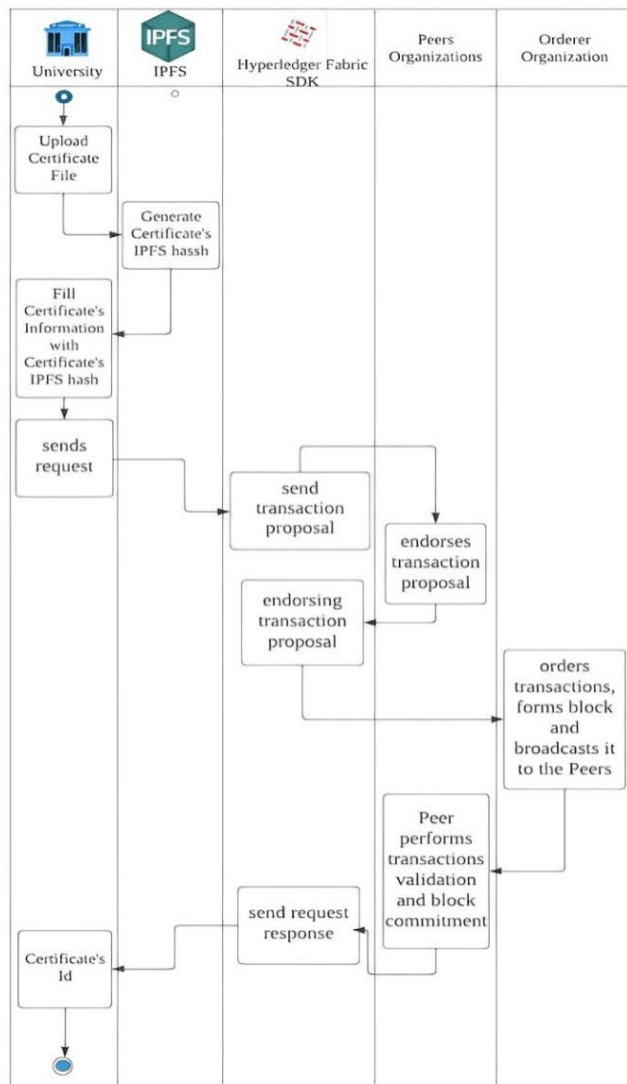 IPFS
University
IPFS
Hyperledger Fabric
SDK
Peers
Organizations
Orderer
Organization
Upload
Certificate
File
Generate
Certificate's
IPFS hassh
Fill
Certificate's
Information
with
Certificate's
IPFS hash
sends
request
send
transaction
proposal
endorses
transaction
proposal
endorsing
transaction
proposal
orders
transactions,
forms block
and
broadcasts it
to the Peers
Peer
performs
transactions
validation
and block
commitment
send request
response
Certificate's
Id